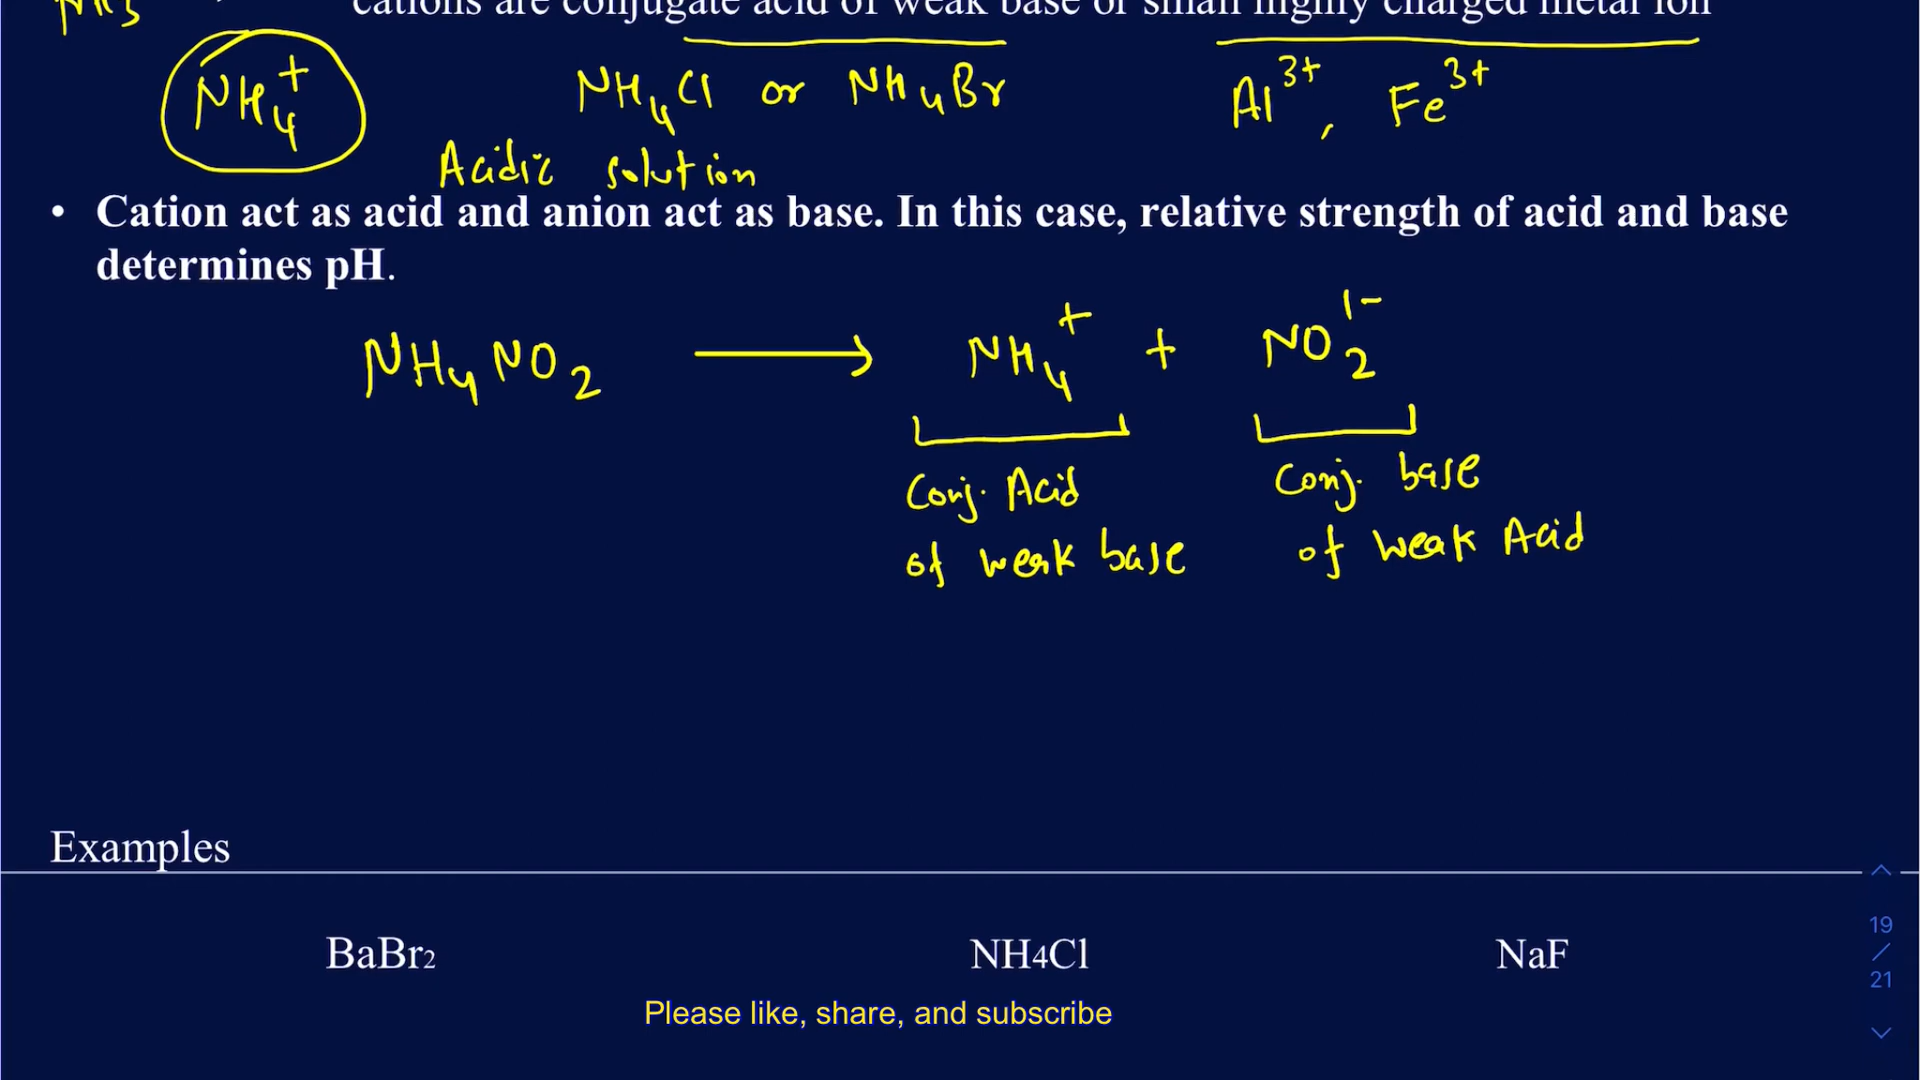 NH3
cations are conjugate acid of weak base or small highly charged metal ion
NH4+ NH4Cl or NH4Br Al3+, Fe3+
Acidic solution
• Cation act as acid and anion act as base. In this case, relative strength of acid and base
determines pH.
NH4NO2 → NH4+ + NO2 1-
Conj. Acid Conj. base
of weak base of weak Acid
Examples
19
/
21
BaBr2 NH4Cl NaF
Please like, share, and subscribe